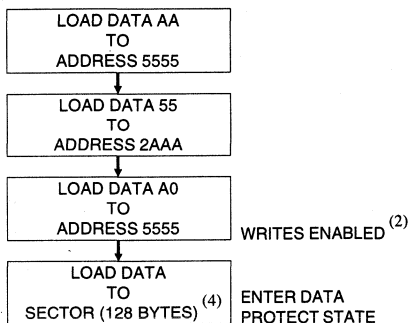 LOAD DATA AA
TO
ADDRESS 5555
LOAD DATA 55
TO
ADDRESS 2AAA
LOAD DATA A0
TO
ADDRESS 5555
WRITES ENABLED (2)
LOAD DATA
TO
SECTOR (128 BYTES) (4)
ENTER DATA
PROTECT STATE